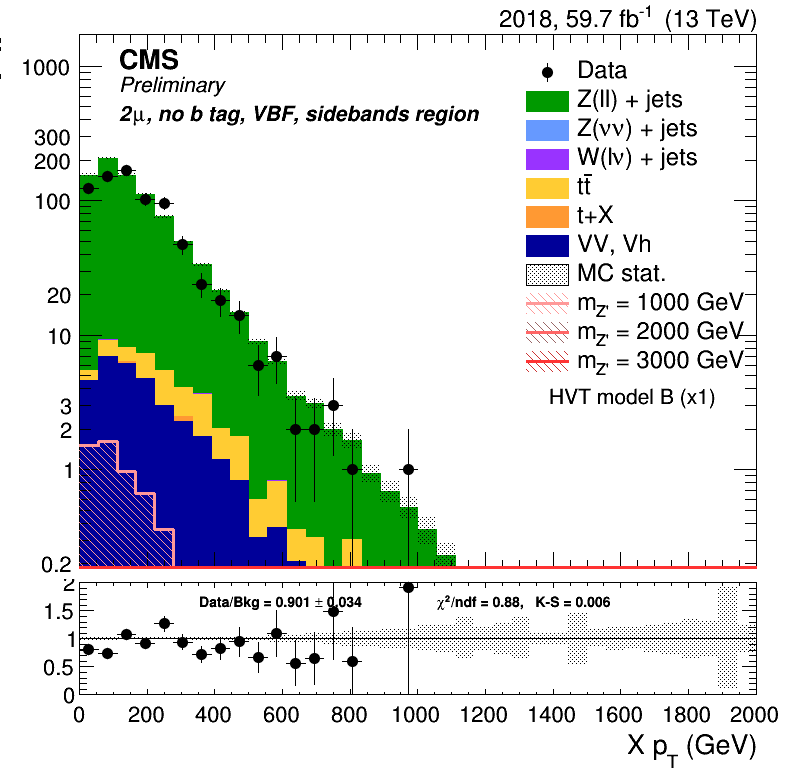 2018, 59.7 fb⁻¹ (13 TeV)
CMS
Preliminary
2μ, no b tag, VBF, sidebands region
Data
Z(ll) + jets
Z(νν) + jets
W(lν) + jets
tt̄
t+X
VV, Vh
MC stat.
m_Z' = 1000 GeV
m_Z' = 2000 GeV
m_Z' = 3000 GeV
HVT model B (x1)
1000
300
200
100
20
10
3
2
1
0.2
Data/Bkg = 0.901 ± 0.034
χ²/ndf = 0.88, K-S = 0.006
2
1.5
1
0.5
0
0 200 400 600 800 1000 1200 1400 1600 1800 2000
X p_T (GeV)